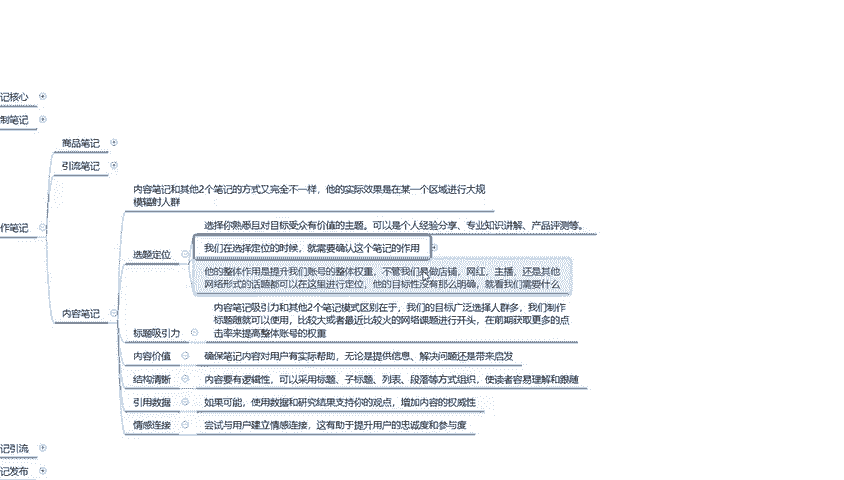 记核心
制笔记
商品笔记
引流笔记
内容笔记和其他2个笔记的方式又完全不一样，他的实际效果是在某一个区域进行大规
模辐射人群
作笔记
选择你熟悉且对目标受众有价值的主题。可以是个人经验分享、专业知识讲解、产品评测等。
我们在选择定位的时候，就需要确认这个笔记的作用
选题定位
他的整体作用是提升我们账号的整体权重，不管我们是做店铺，网红，主播，还是其他
网络形式的话题都可以在这里进行定位，他的目标性没有那么明确，就看我们需要什么
内容笔记
内容笔记吸引力和其他2个笔记模式区别在于，我们的目标广泛选择人群多，我们制作
标题随就可以使用，比较大或者最近比较火的网络课题进行开头，在前期获取更多的点
击率来提高整体账号的权重
标题吸引力
内容价值
确保笔记内容对用户有实际帮助，无论是提供信息、解决问题还是带来启发
结构清晰
内容要有逻辑性，可以采用标题、子标题、列表、段落等方式组织，使读者容易理解和跟随
引用数据
如果可能，使用数据和研究结果支持你的观点，增加内容的权威性
情感连接
尝试与用户建立情感连接，这有助于提升用户的忠诚度和参与度
记引流
记发布